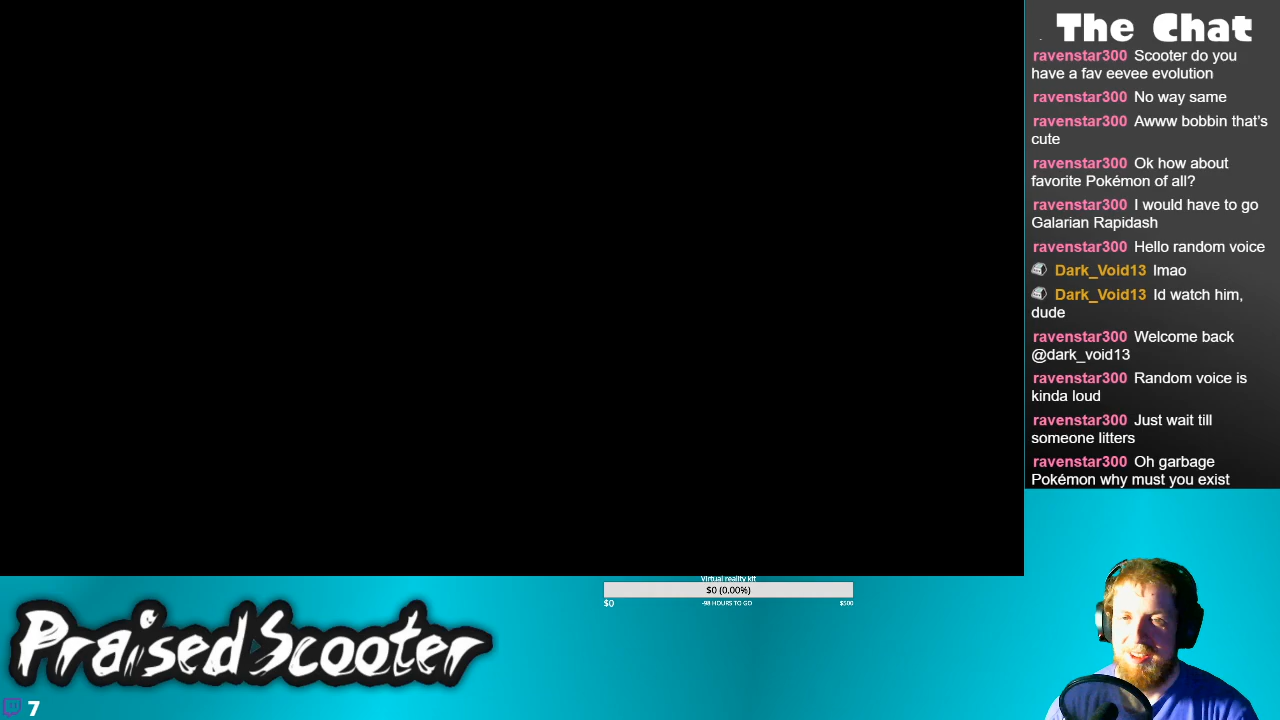 The Chat
ravenstar300 Scooter do you
have a fav eevee evolution
ravenstar300 No way same
ravenstar300 Awww bobbin that's
cute
ravenstar300 Ok how about
favorite Pokémon of all?
ravenstar300 I would have to go
Galarian Rapidash
ravenstar300 Hello random voice
Dark_Void13 lmao
Dark_Void13 Id watch him,
dude
ravenstar300 Welcome back
@dark_void13
ravenstar300 Random voice is
kinda loud
ravenstar300 Just wait till
someone litters
ravenstar300 Oh garbage
Pokémon why must you exist
Virtual reality kit
$0 (0.00%)
$0 -98 HOURS TO GO $500
PraisedScooter
7